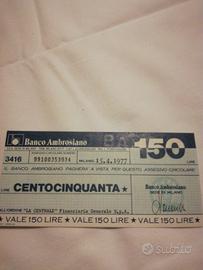 Banco Ambrosiano
150
LIRE
3416
99100353034
MILANO, 15.4.1977
IL BANCO AMBROSIANO PAGHERÀ A VISTA PER QUESTO ASSEGNO CIRCOLARE
LIRE
CENTOCINQUANTA ★
Banco Ambrosiano
SEDE DI MILANO
ALL'ORDINE "LA CENTRALE" Finanziaria Generale S.p.A.
★ VALE 150 LIRE ★ VALE 150 LIRE ★ VALE 150 LIRE ★
subito